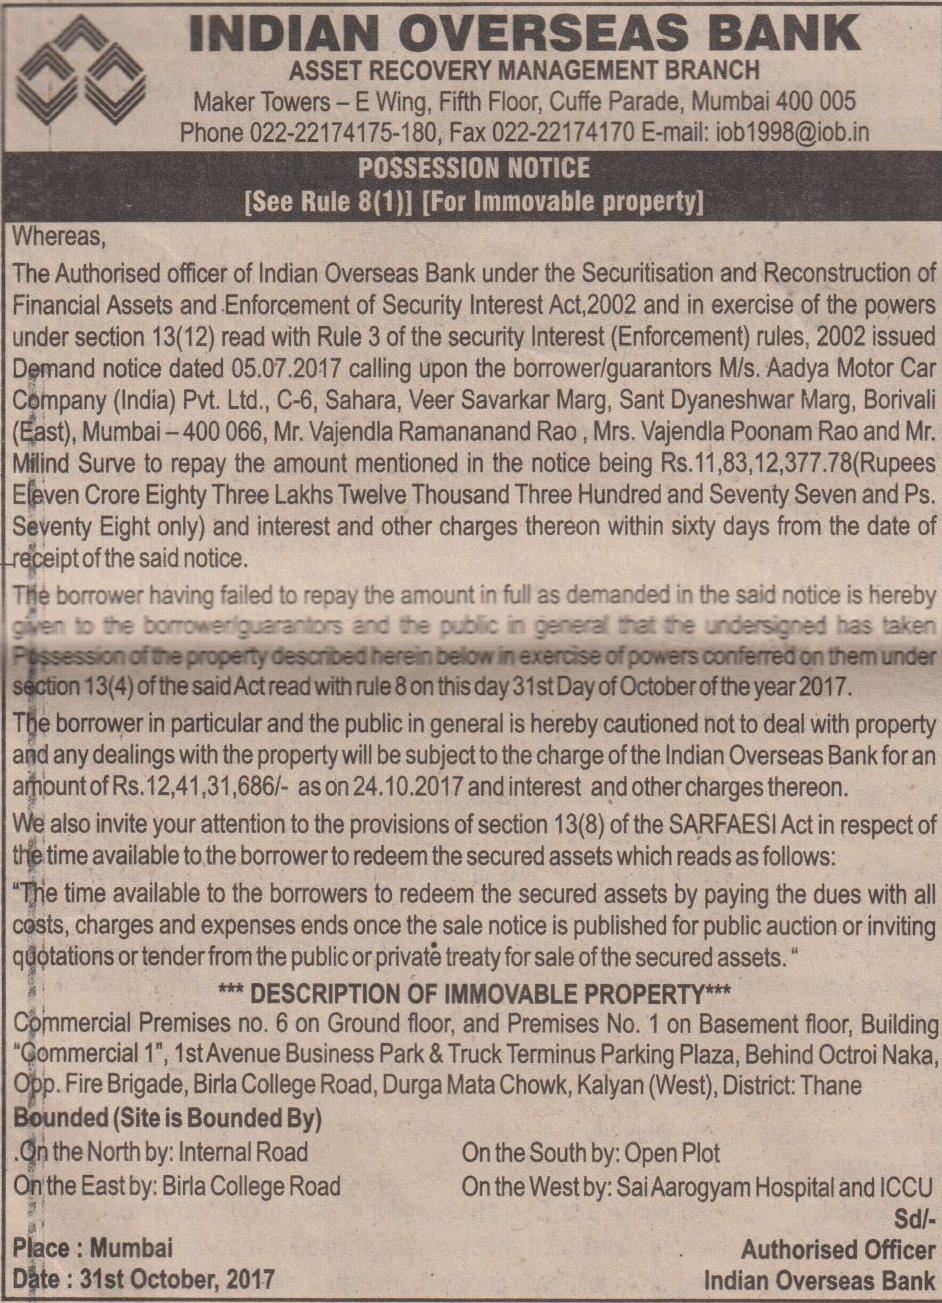 INDIAN OVERSEAS BANK
ASSET RECOVERY MANAGEMENT BRANCH
Maker Towers – E Wing, Fifth Floor, Cuffe Parade, Mumbai 400 005
Phone 022-22174175-180, Fax 022-22174170 E-mail: iob1998@iob.in
POSSESSION NOTICE
[See Rule 8(1)] [For Immovable property]
Whereas,
The Authorised officer of Indian Overseas Bank under the Securitisation and Reconstruction of
Financial Assets and Enforcement of Security Interest Act,2002 and in exercise of the powers
under section 13(12) read with Rule 3 of the security Interest (Enforcement) rules, 2002 issued
Demand notice dated 05.07.2017 calling upon the borrower/guarantors M/s. Aadya Motor Car
Company (India) Pvt. Ltd., C-6, Sahara, Veer Savarkar Marg, Sant Dyaneshwar Marg, Borivali
(East), Mumbai – 400 066, Mr. Vajendla Ramananand Rao , Mrs. Vajendla Poonam Rao and Mr.
Milind Surve to repay the amount mentioned in the notice being Rs.11,83,12,377.78(Rupees
Eleven Crore Eighty Three Lakhs Twelve Thousand Three Hundred and Seventy Seven and Ps.
Seventy Eight only) and interest and other charges thereon within sixty days from the date of
receipt of the said notice.
The borrower having failed to repay the amount in full as demanded in the said notice is hereby
given to the borrower/guarantors and the public in general that the undersigned has taken
Possession of the property described herein below in exercise of powers conferred on them under
section 13(4) of the said Act read with rule 8 on this day 31st Day of October of the year 2017.
The borrower in particular and the public in general is hereby cautioned not to deal with property
and any dealings with the property will be subject to the charge of the Indian Overseas Bank for an
amount of Rs.12,41,31,686/- as on 24.10.2017 and interest and other charges thereon.
We also invite your attention to the provisions of section 13(8) of the SARFAESI Act in respect of
the time available to the borrower to redeem the secured assets which reads as follows:
"The time available to the borrowers to redeem the secured assets by paying the dues with all
costs, charges and expenses ends once the sale notice is published for public auction or inviting
quotations or tender from the public or private treaty for sale of the secured assets. "
*** DESCRIPTION OF IMMOVABLE PROPERTY***
Commercial Premises no. 6 on Ground floor, and Premises No. 1 on Basement floor, Building
"Commercial 1", 1st Avenue Business Park & Truck Terminus Parking Plaza, Behind Octroi Naka,
Opp. Fire Brigade, Birla College Road, Durga Mata Chowk, Kalyan (West), District: Thane
Bounded (Site is Bounded By)
.On the North by: Internal Road On the South by: Open Plot
On the East by: Birla College Road On the West by: Sai Aarogyam Hospital and ICCU
Sd/-
Place : Mumbai Authorised Officer
Date : 31st October, 2017 Indian Overseas Bank